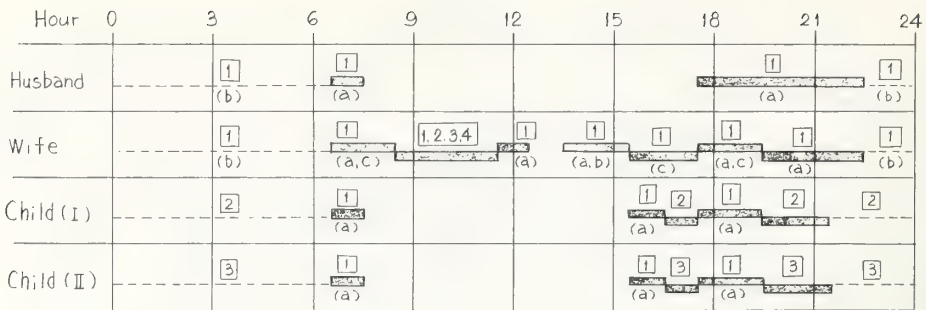 Hour 0 3 6 9 12 15 18 21 24
1 1 1 1
Husband
(b) (a) (a) (b)
1 1 1.2.3.4 1 1 1 1 1 1
Wife
(b) (a,c) (a) (a,b) (c) (a,c) (a) (b)
2 1 1 2 1 2 2
Child (I)
(a) (a) (a)
3 1 1 3 1 3 3
Child (II)
(a) (a) (a)